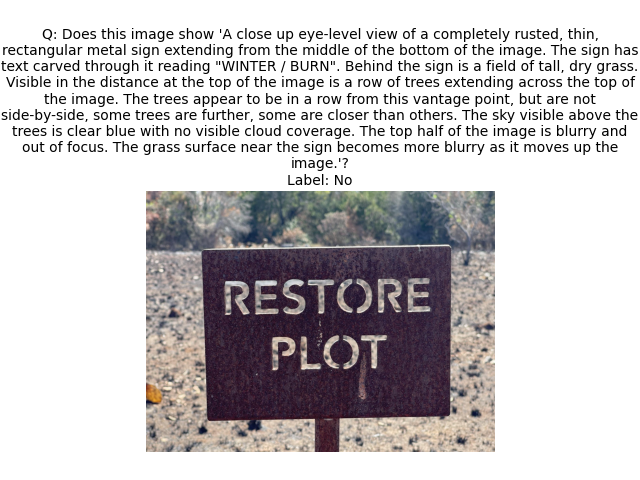 Q: Does this image show 'A close up eye-level view of a completely rusted, thin,
rectangular metal sign extending from the middle of the bottom of the image. The sign has
text carved through it reading "WINTER / BURN". Behind the sign is a field of tall, dry grass.
Visible in the distance at the top of the image is a row of trees extending across the top of
the image. The trees appear to be in a row from this vantage point, but are not
side-by-side, some trees are further, some are closer than others. The sky visible above the
trees is clear blue with no visible cloud coverage. The top half of the image is blurry and
out of focus. The grass surface near the sign becomes more blurry as it moves up the
image.'?
Label: No
RESTORE
PLOT